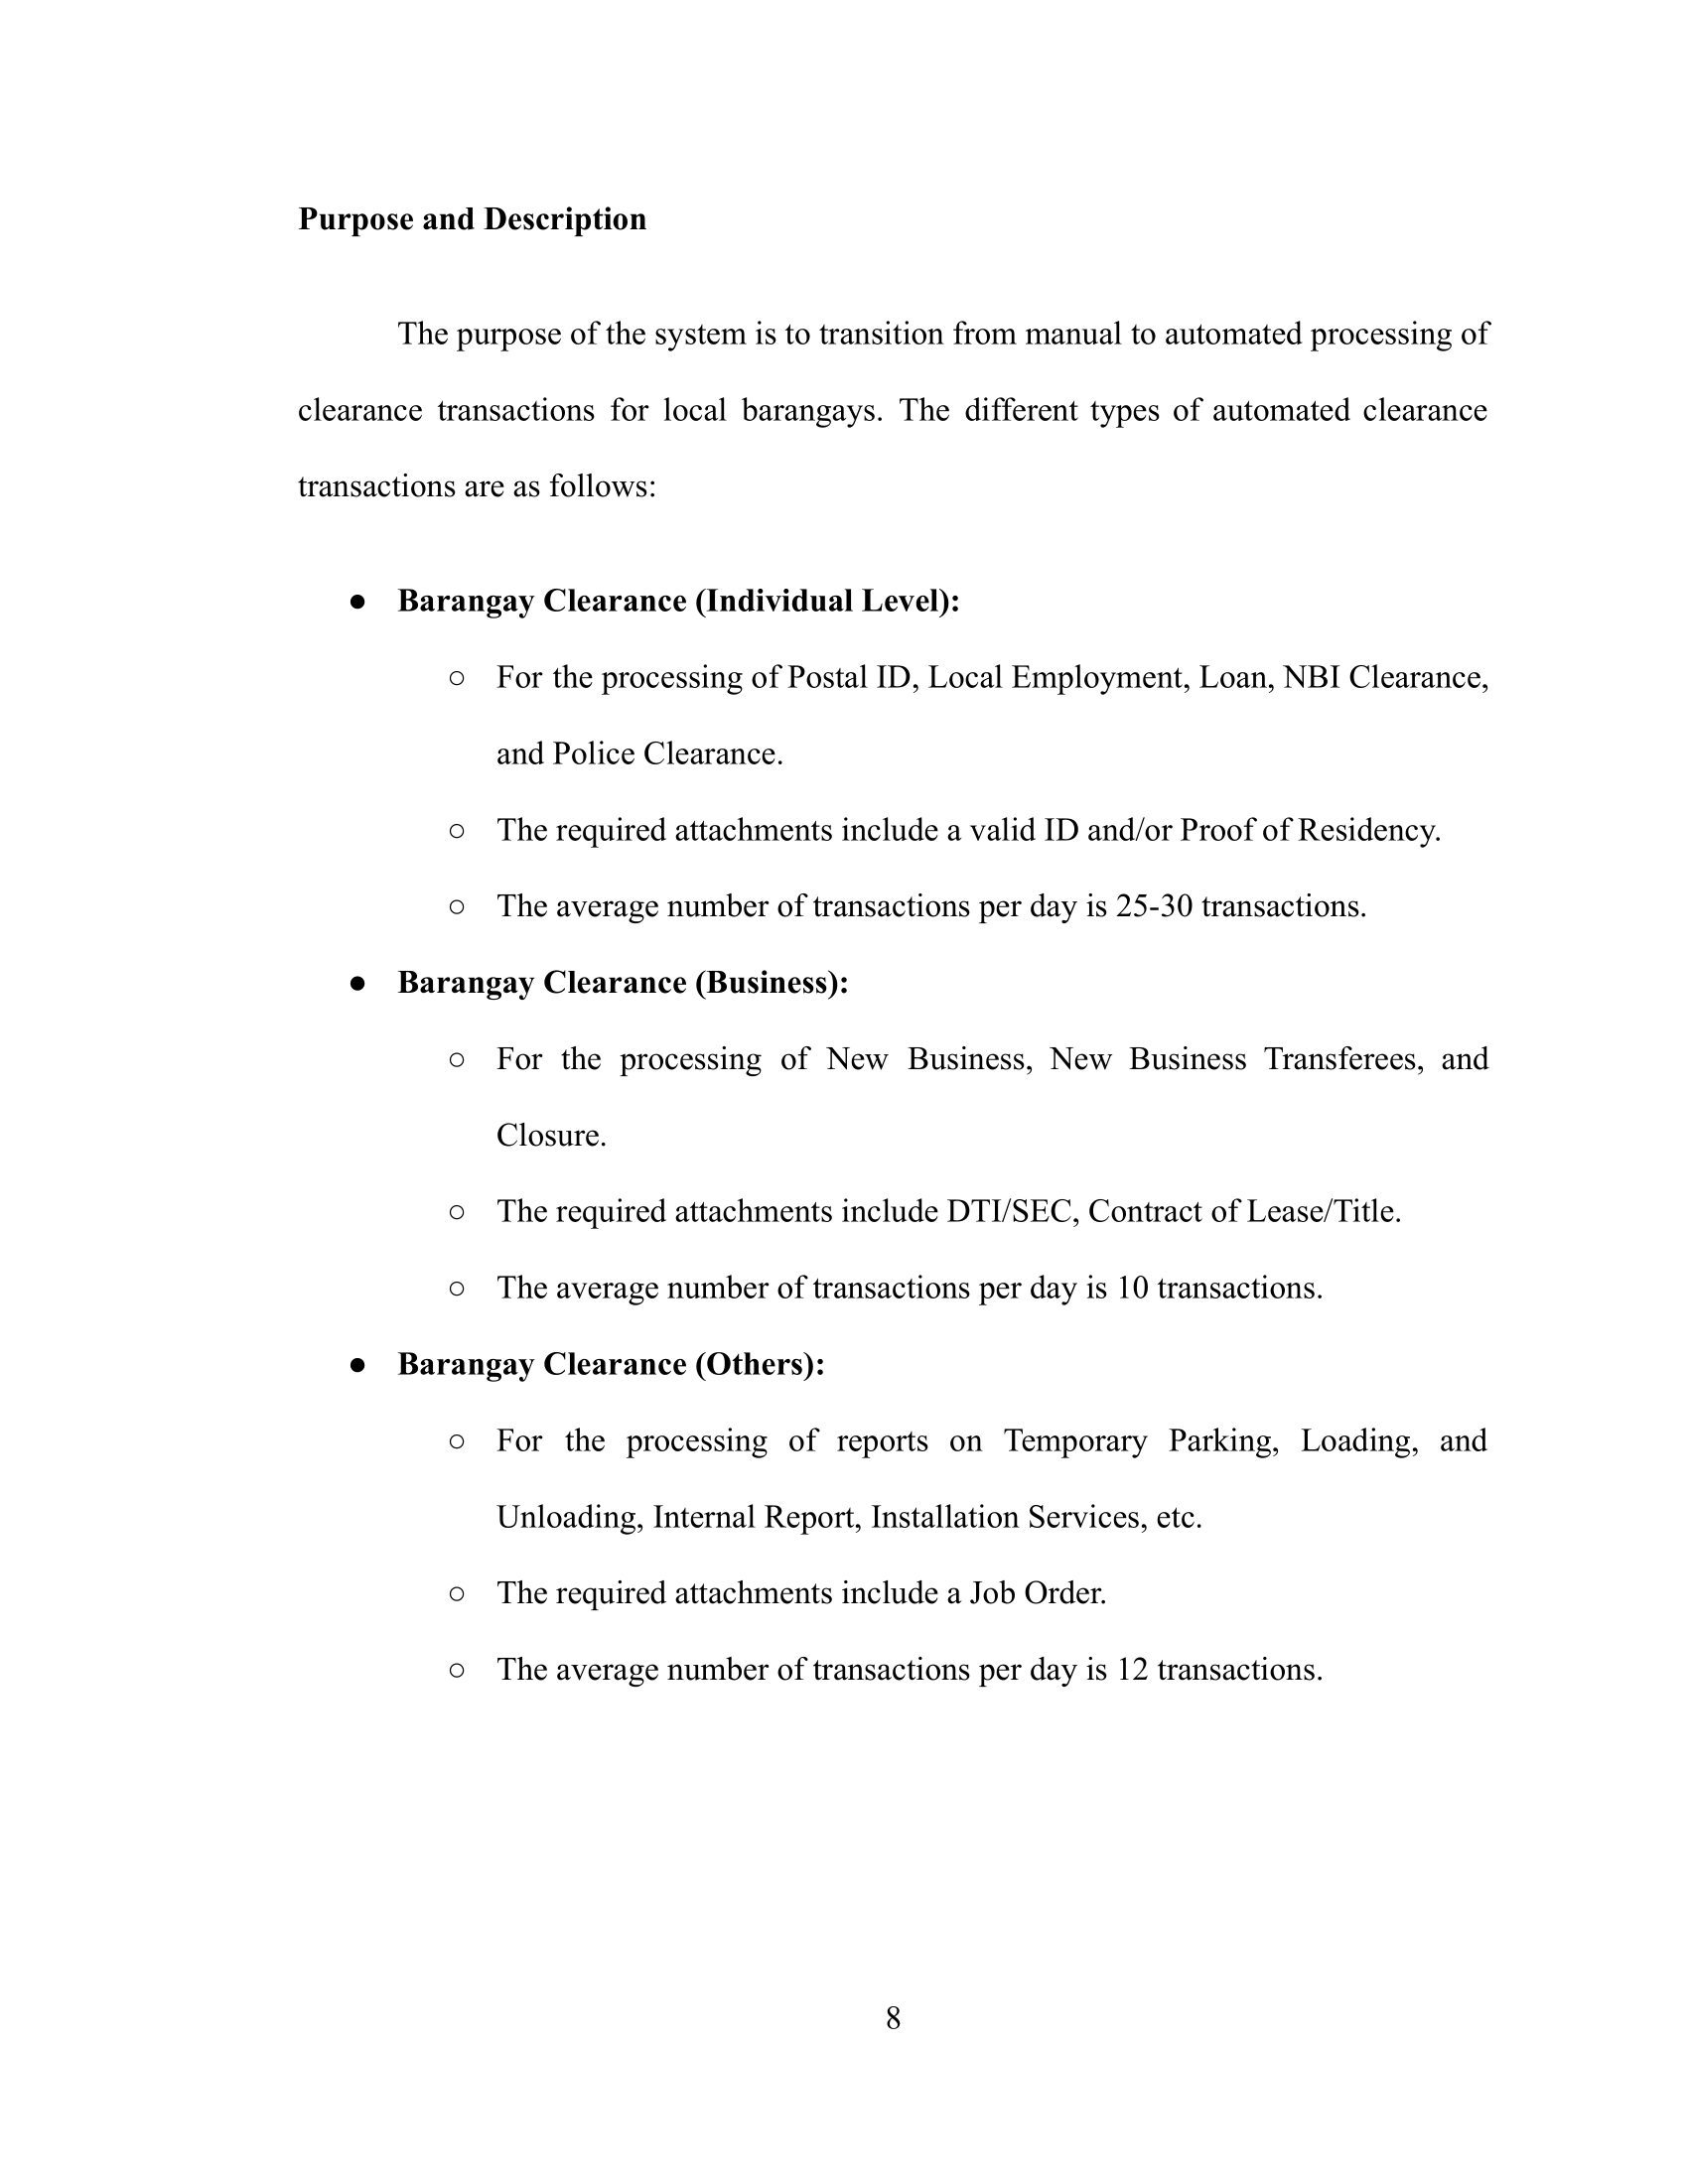 Purpose and Description
The purpose of the system is to transition from manual to automated processing of
clearance transactions for local barangays. The different types of automated clearance
transactions are as follows:
● Barangay Clearance (Individual Level):
○ For the processing of Postal ID, Local Employment, Loan, NBI Clearance,
and Police Clearance.
○ The required attachments include a valid ID and/or Proof of Residency.
○ The average number of transactions per day is 25-30 transactions.
● Barangay Clearance (Business):
○ For the processing of New Business, New Business Transferees, and
Closure.
○ The required attachments include DTI/SEC, Contract of Lease/Title.
○ The average number of transactions per day is 10 transactions.
● Barangay Clearance (Others):
○ For the processing of reports on Temporary Parking, Loading, and
Unloading, Internal Report, Installation Services, etc.
○ The required attachments include a Job Order.
○ The average number of transactions per day is 12 transactions.
8